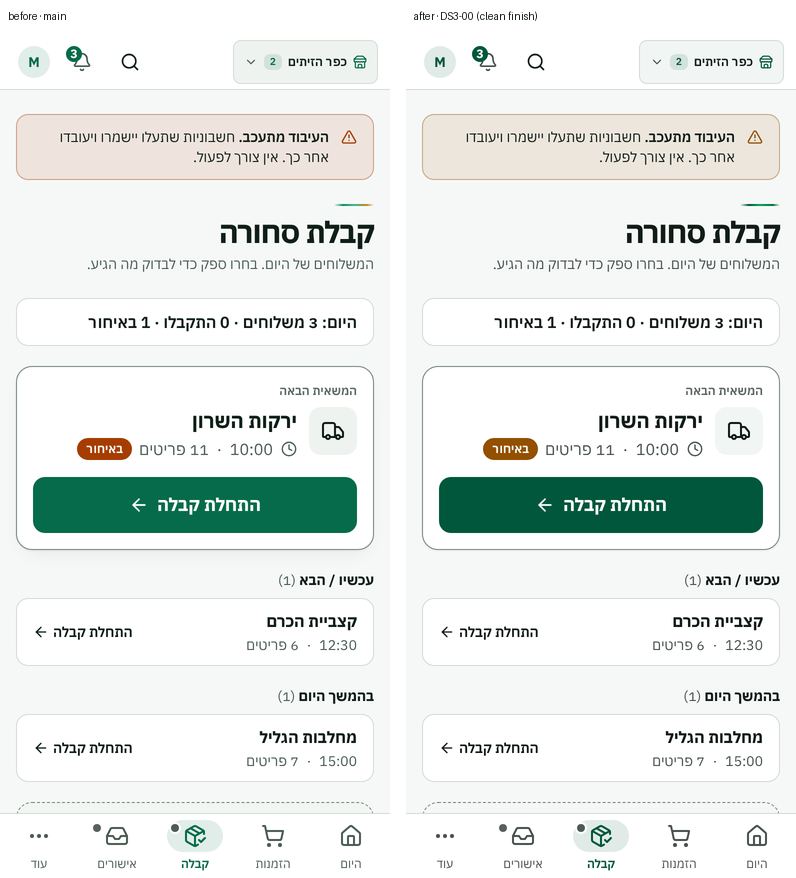 before · main
כפר הזיתים 2
3
M
העיבוד מתעכב. חשבוניות שתעלו יישמרו ויעובדו
אחר כך. אין צורך לפעול.
קבלת סחורה
המשלוחים של היום. בחרו ספק כדי לבדוק מה הגיע.
היום: 3 משלוחים · 0 התקבלו · 1 באיחור
המשאית הבאה
ירקות השרון
10:00 · 11 פריטים באיחור
התחלת קבלה ←
עכשיו / הבא (1)
קצביית הכרם
12:30 · 6 פריטים
התחלת קבלה ←
בהמשך היום (1)
מחלבות הגליל
15:00 · 7 פריטים
התחלת קבלה ←
היום
הזמנות
קבלה
אישורים
עוד
after · DS3-00 (clean finish)
כפר הזיתים 2
3
M
העיבוד מתעכב. חשבוניות שתעלו יישמרו ויעובדו
אחר כך. אין צורך לפעול.
קבלת סחורה
המשלוחים של היום. בחרו ספק כדי לבדוק מה הגיע.
היום: 3 משלוחים · 0 התקבלו · 1 באיחור
המשאית הבאה
ירקות השרון
10:00 · 11 פריטים באיחור
התחלת קבלה ←
עכשיו / הבא (1)
קצביית הכרם
12:30 · 6 פריטים
התחלת קבלה ←
בהמשך היום (1)
מחלבות הגליל
15:00 · 7 פריטים
התחלת קבלה ←
היום
הזמנות
קבלה
אישורים
עוד